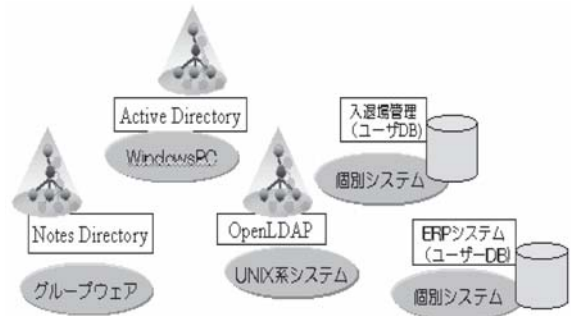 Active Directory
WindowsPC
入退場管理
(ユーザDB)
個別システム
Notes Directory
グループウェア
OpenLDAP
UNIX系システム
ERPシステム
(ユーザーDB)
個別システム